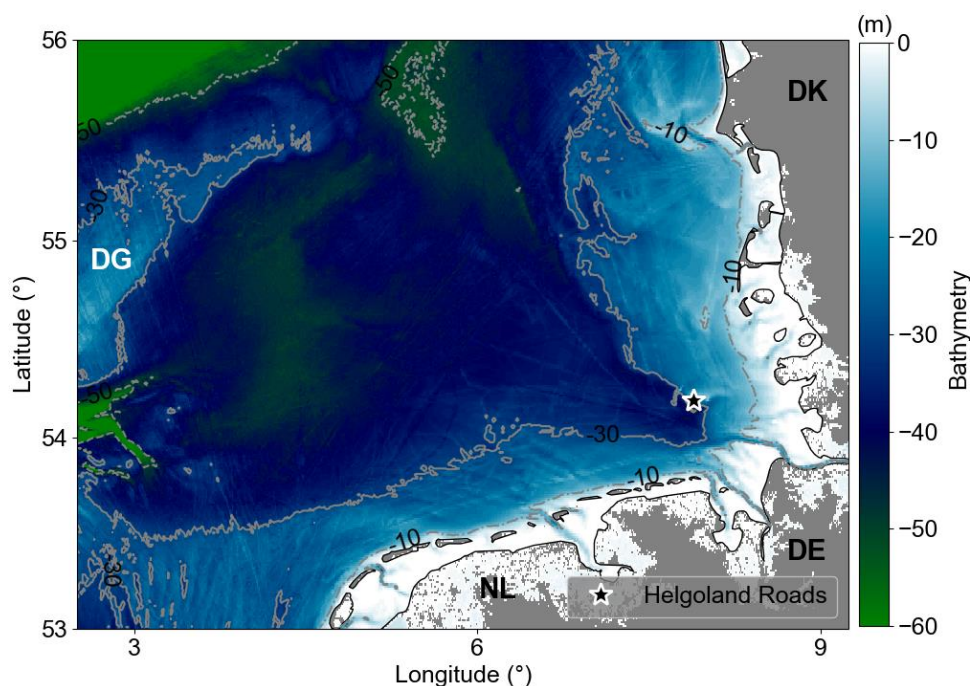 (m)
56
55
54
53
Latitude (°)
3
6
9
Longitude (°)
-50
-50
-30
DG
-50
-30
-30
-10
-10
-10
-10
DK
DE
NL
Helgoland Roads
0
−10
−20
−30
−40
−50
−60
Bathymetry